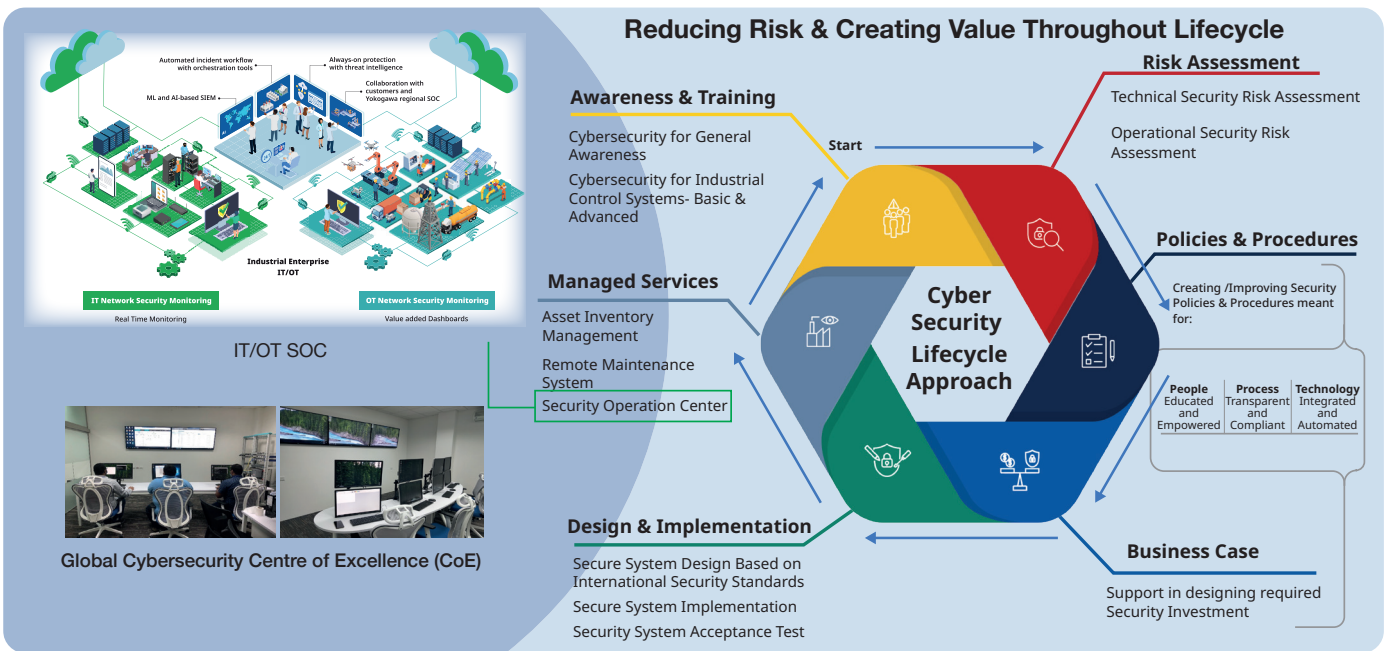 Reducing Risk & Creating Value Throughout Lifecycle
Automated incident workflow
with orchestration tools
Always-on protection
with threat intelligence
ML and AI-based SIEM
Collaboration with
customers and
Yokogawa regional SOC
Industrial Enterprise
IT/OT
IT Network Security Monitoring
Real Time Monitoring
OT Network Security Monitoring
Value added Dashboards
IT/OT SOC
Global Cybersecurity Centre of Excellence (CoE)
Awareness & Training
Cybersecurity for General
Awareness
Cybersecurity for Industrial
Control Systems- Basic &
Advanced
Managed Services
Asset Inventory
Management
Remote Maintenance
System
Security Operation Center
Design & Implementation
Secure System Design Based on
International Security Standards
Secure System Implementation
Security System Acceptance Test
Start
Cyber
Security
Lifecycle
Approach
Risk Assessment
Technical Security Risk Assessment
Operational Security Risk
Assessment
Policies & Procedures
Creating /Improving Security
Policies & Procedures meant
for:
People
Educated
and
Empowered
Process
Transparent
and
Compliant
Technology
Integrated
and
Automated
Business Case
Support in designing required
Security Investment